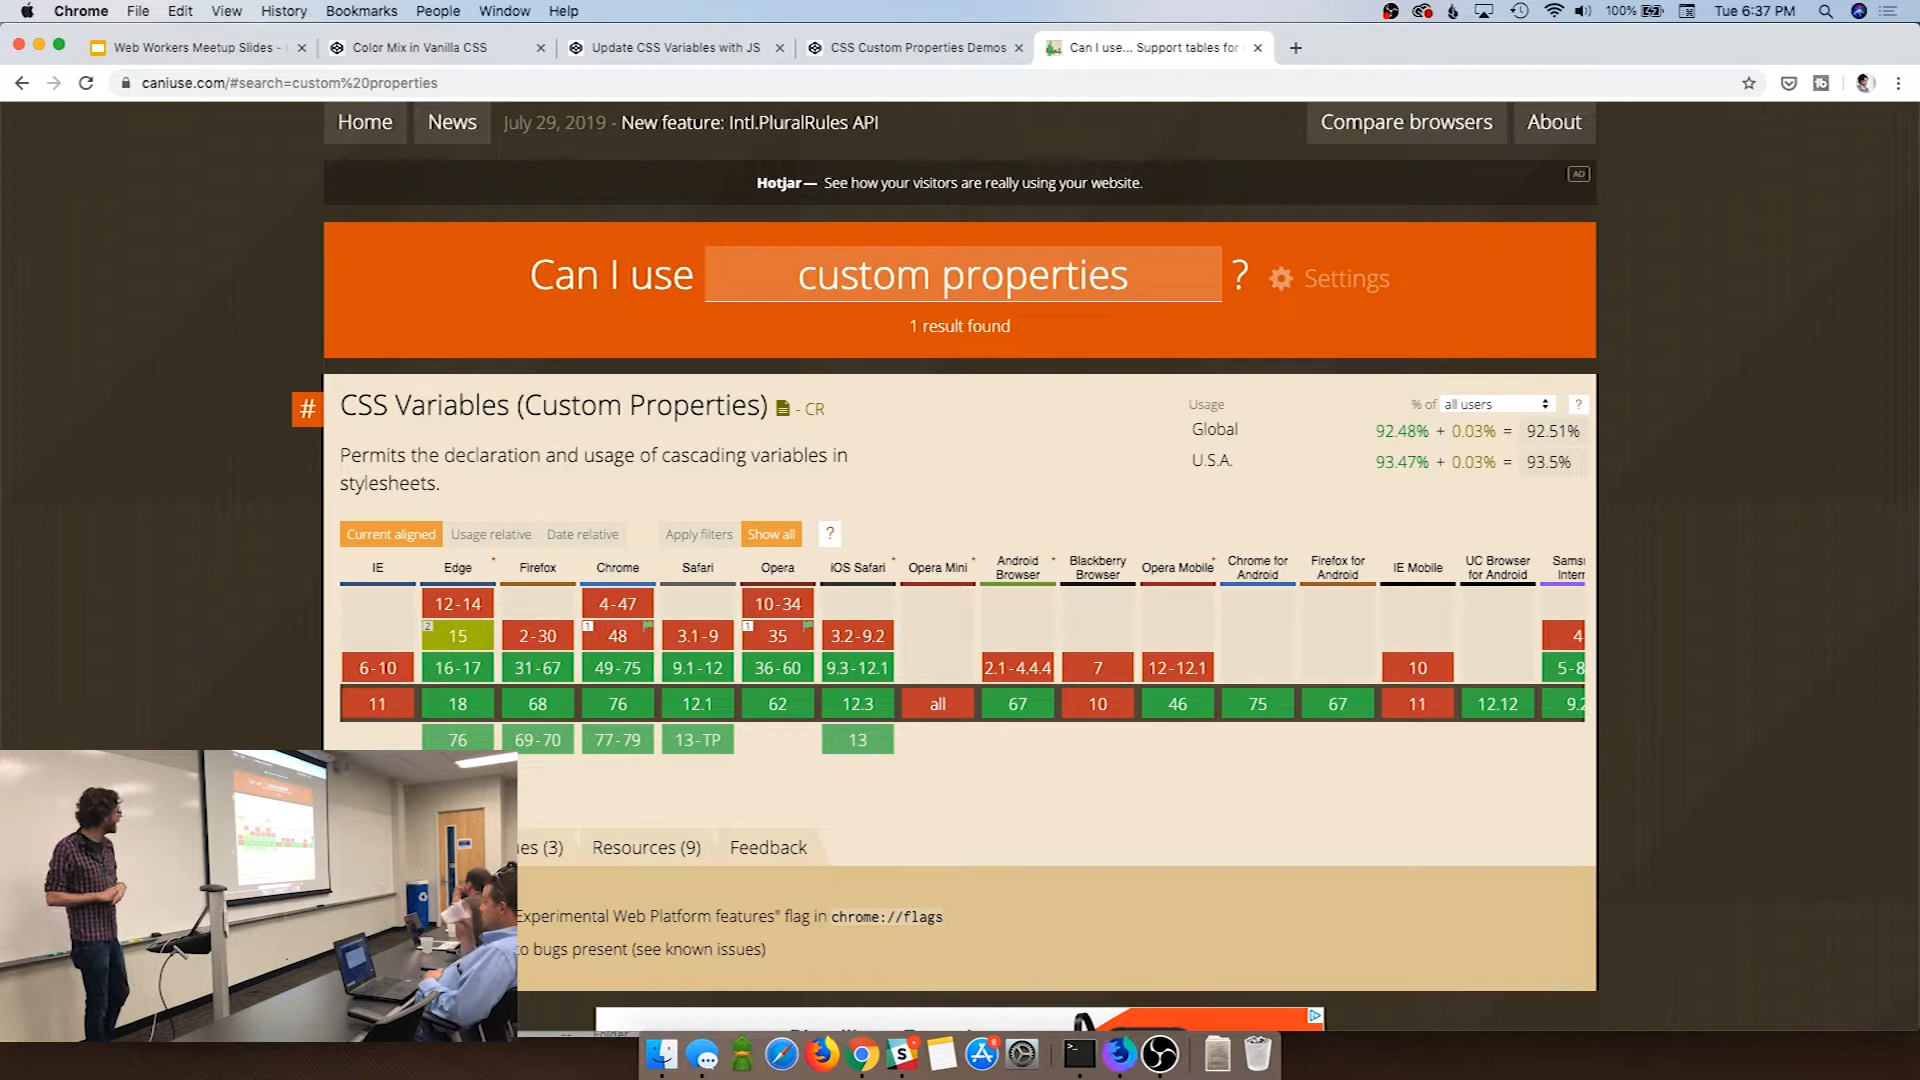 Chrome File Edit View History Bookmarks People Window Help 100% Tue 6:37 PM
Web Workers Meetup Slides - Color Mix in Vanilla CSS Update CSS Variables with JS CSS Custom Properties Demos Can I use... Support tables for
caniuse.com/#search=custom%20properties
Home News July 29, 2019 - New feature: Intl.PluralRules API Compare browsers About
Hotjar— See how your visitors are really using your website. AD
Can I use custom properties ? Settings
1 result found
# CSS Variables (Custom Properties) - CR
Usage % of all users ?
Global 92.48% + 0.03% = 92.51%
U.S.A. 93.47% + 0.03% = 93.5%
Permits the declaration and usage of cascading variables in
stylesheets.
Current aligned Usage relative Date relative Apply filters Show all ?
IE Edge Firefox Chrome Safari Opera iOS Safari Opera Mini Android Browser Blackberry Browser Opera Mobile Chrome for Android Firefox for Android IE Mobile UC Browser for Android Sams Intern
12-14 4-47 10-34
2 15 2-30 1 48 3.1-9 1 35 3.2-9.2 4
6-10 16-17 31-67 49-75 9.1-12 36-60 9.3-12.1 2.1-4.4.4 7 12-12.1 10 5-8
11 18 68 76 12.1 62 12.3 all 67 10 46 75 67 11 12.12 9.2
76 69-70 77-79 13-TP 13
ues (3) Resources (9) Feedback
Experimental Web Platform features" flag in chrome://flags
to bugs present (see known issues)